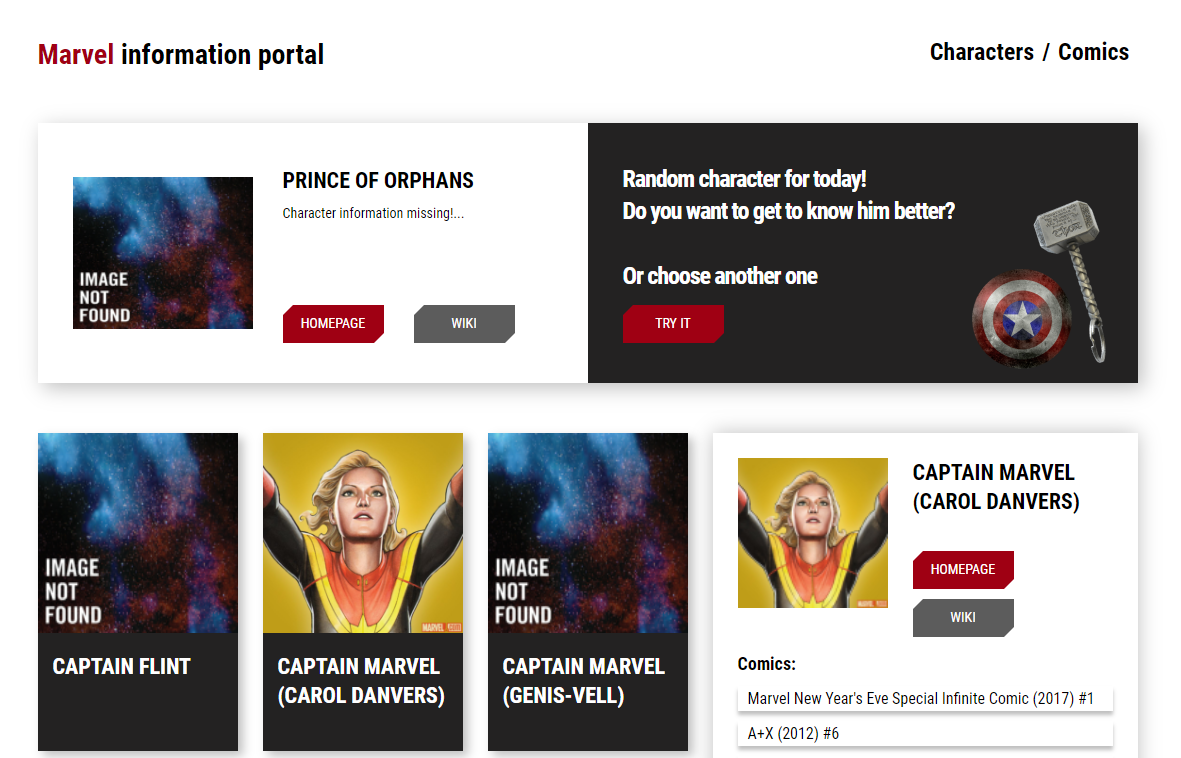 Marvel information portal
Characters / Comics
PRINCE OF ORPHANS
Character information missing!...
IMAGE
NOT
FOUND
HOMEPAGE
WIKI
Random character for today!
Do you want to get to know him better?
Or choose another one
TRY IT
IMAGE
NOT
FOUND
CAPTAIN FLINT
MARVEL.COM
CAPTAIN MARVEL
(CAROL DANVERS)
IMAGE
NOT
FOUND
CAPTAIN MARVEL
(GENIS-VELL)
CAPTAIN MARVEL
(CAROL DANVERS)
HOMEPAGE
WIKI
Comics:
Marvel New Year's Eve Special Infinite Comic (2017) #1
A+X (2012) #6